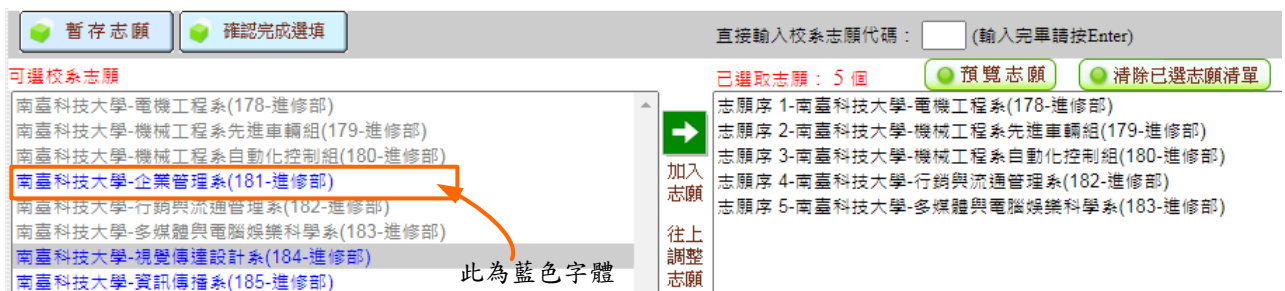 暫存志願
確認完成選填
直接輸入校系志願代碼：
(輸入完畢請按Enter)
可選校系志願
已選取志願： 5 個
預覽志願
清除已選志願清單
南臺科技大學-電機工程系(178-進修部)
南臺科技大學-機械工程系先進車輛組(179-進修部)
南臺科技大學-機械工程系自動化控制組(180-進修部)
南臺科技大學-企業管理系(181-進修部)
南臺科技大學-行銷與流通管理系(182-進修部)
南臺科技大學-多媒體與電腦娛樂科學系(183-進修部)
南臺科技大學-視覺傳達設計系(184-進修部)
南臺科技大學-資訊傳播系(185-進修部)
此為藍色字體
加入
志願
往上
調整
志願
志願序 1-南臺科技大學-電機工程系(178-進修部)
志願序 2-南臺科技大學-機械工程系先進車輛組(179-進修部)
志願序 3-南臺科技大學-機械工程系自動化控制組(180-進修部)
志願序 4-南臺科技大學-行銷與流通管理系(182-進修部)
志願序 5-南臺科技大學-多媒體與電腦娛樂科學系(183-進修部)